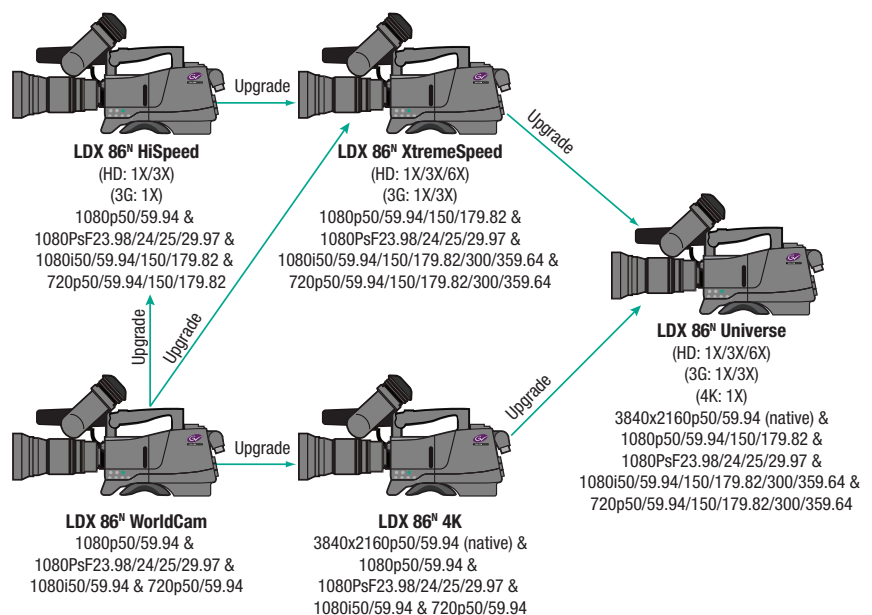 Upgrade
LDX 86ᴺ HiSpeed
(HD: 1X/3X)
(3G: 1X)
1080p50/59.94 &
1080PsF23.98/24/25/29.97 &
1080i50/59.94/150/179.82 &
720p50/59.94/150/179.82
LDX 86ᴺ XtremeSpeed
(HD: 1X/3X/6X)
(3G: 1X/3X)
1080p50/59.94/150/179.82 &
1080PsF23.98/24/25/29.97 &
1080i50/59.94/150/179.82/300/359.64 &
720p50/59.94/150/179.82/300/359.64
Upgrade
Upgrade
Upgrade
LDX 86ᴺ Universe
(HD: 1X/3X/6X)
(3G: 1X/3X)
(4K: 1X)
3840x2160p50/59.94 (native) &
1080p50/59.94/150/179.82 &
1080PsF23.98/24/25/29.97 &
1080i50/59.94/150/179.82/300/359.64 &
720p50/59.94/150/179.82/300/359.64
Upgrade
Upgrade
LDX 86ᴺ WorldCam
1080p50/59.94 &
1080PsF23.98/24/25/29.97 &
1080i50/59.94 & 720p50/59.94
LDX 86ᴺ 4K
3840x2160p50/59.94 (native) &
1080p50/59.94 &
1080PsF23.98/24/25/29.97 &
1080i50/59.94 & 720p50/59.94